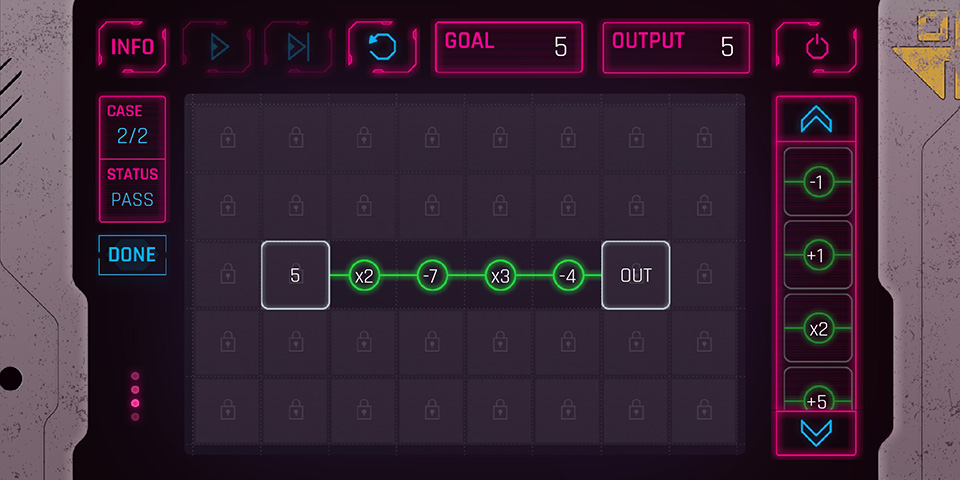 INFO
GOAL 5
OUTPUT 5
CASE
2/2
STATUS
PASS
DONE
5 x2 -7 x3 -4 OUT
-1
+1
x2
+5